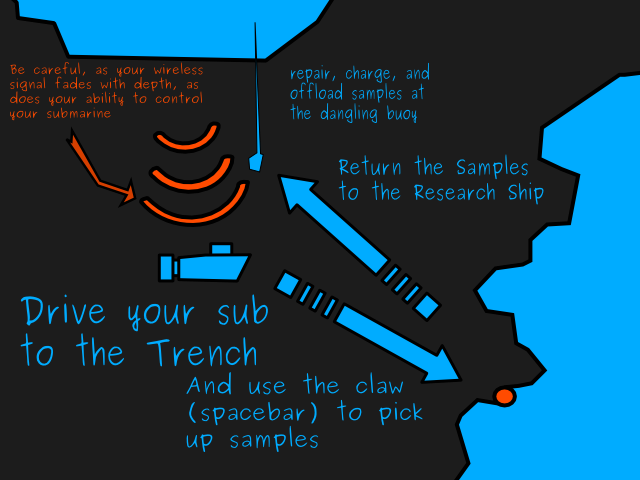 Be careful, as your wireless
signal fades with depth, as
does your ability to control
your submarine
repair, charge, and
offload samples at
the dangling buoy
Return the Samples
to the Research Ship
Drive your sub
to the Trench
And use the claw
(spacebar) to pick
up samples